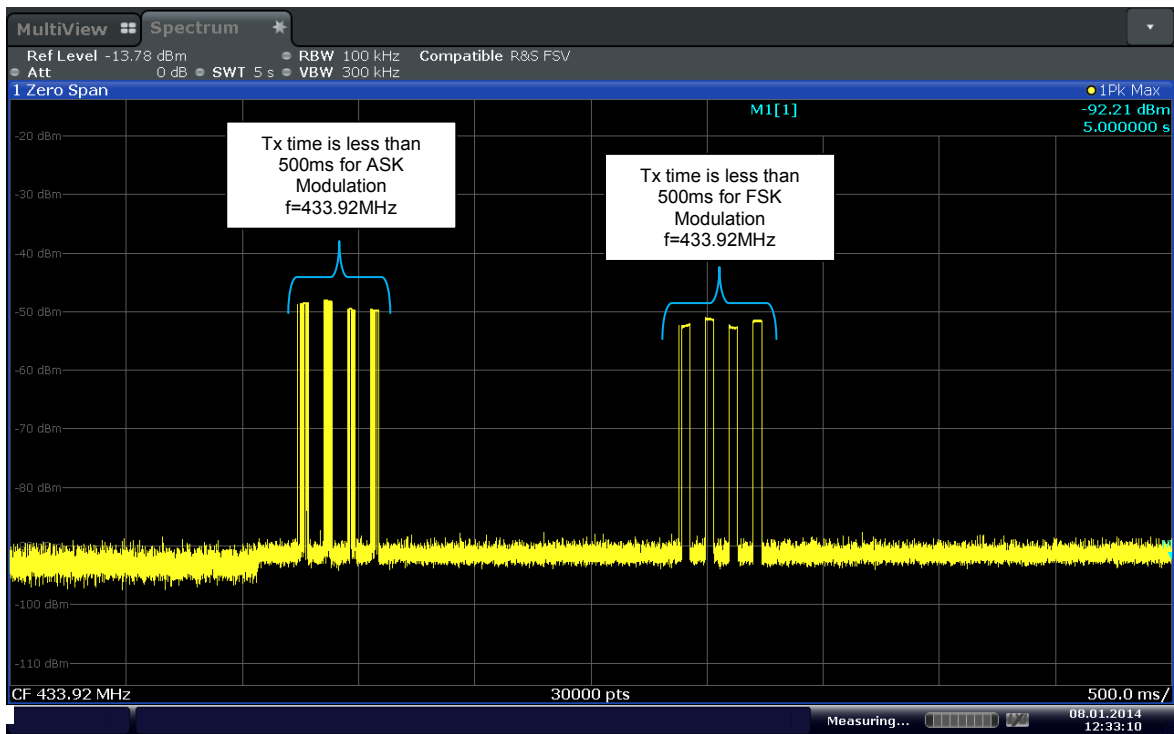 MultiView Spectrum
Ref Level -13.78 dBm RBW 100 kHz Compatible R&S FSV
Att 0 dB SWT 5 s VBW 300 kHz
1 Zero Span 1Pk Max
M1[1] -92.21 dBm
5.000000 s
-20 dBm
Tx time is less than
500ms for ASK
Modulation
f=433.92MHz
Tx time is less than
500ms for FSK
Modulation
f=433.92MHz
-30 dBm
-40 dBm
-50 dBm
-60 dBm
-70 dBm
-80 dBm
-100 dBm
-110 dBm
CF 433.92 MHz 30000 pts 500.0 ms/
Measuring... 08.01.2014
12:33:10